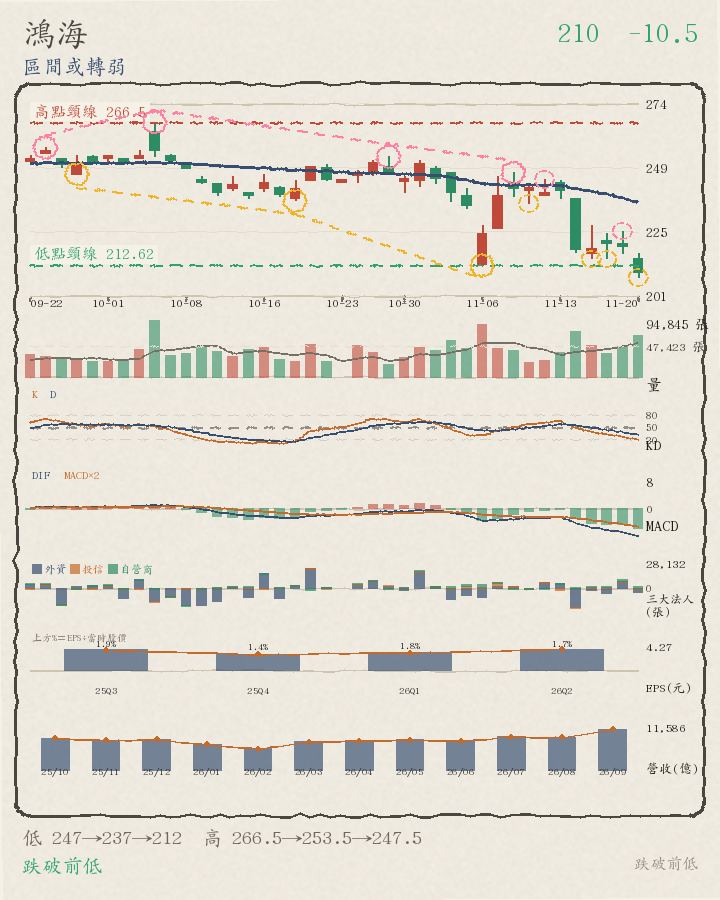 鴻海
210 -10.5
區間或轉弱
高點頸線 266.5
274
249
225
低點頸線 212.62
201
09-22 10-01 10-08 10-16 10-23 10-30 11-06 11-13 11-20
94,845 張
47,423 張
量
K D
80
50
20
KD
DIF MACD×2
8
0
MACD
外資 投信 自營商
28,132
0
三大法人
(張)
上方%=EPS÷當時股價
1.9% 1.4% 1.8% 1.7%
4.27
25Q3 25Q4 26Q1 26Q2
EPS(元)
11,586
25/10 25/11 25/12 26/01 26/02 26/03 26/04 26/05 26/06 26/07 26/08 26/09
營收(億)
低 247→237→212 高 266.5→253.5→247.5
跌破前低
跌破前低